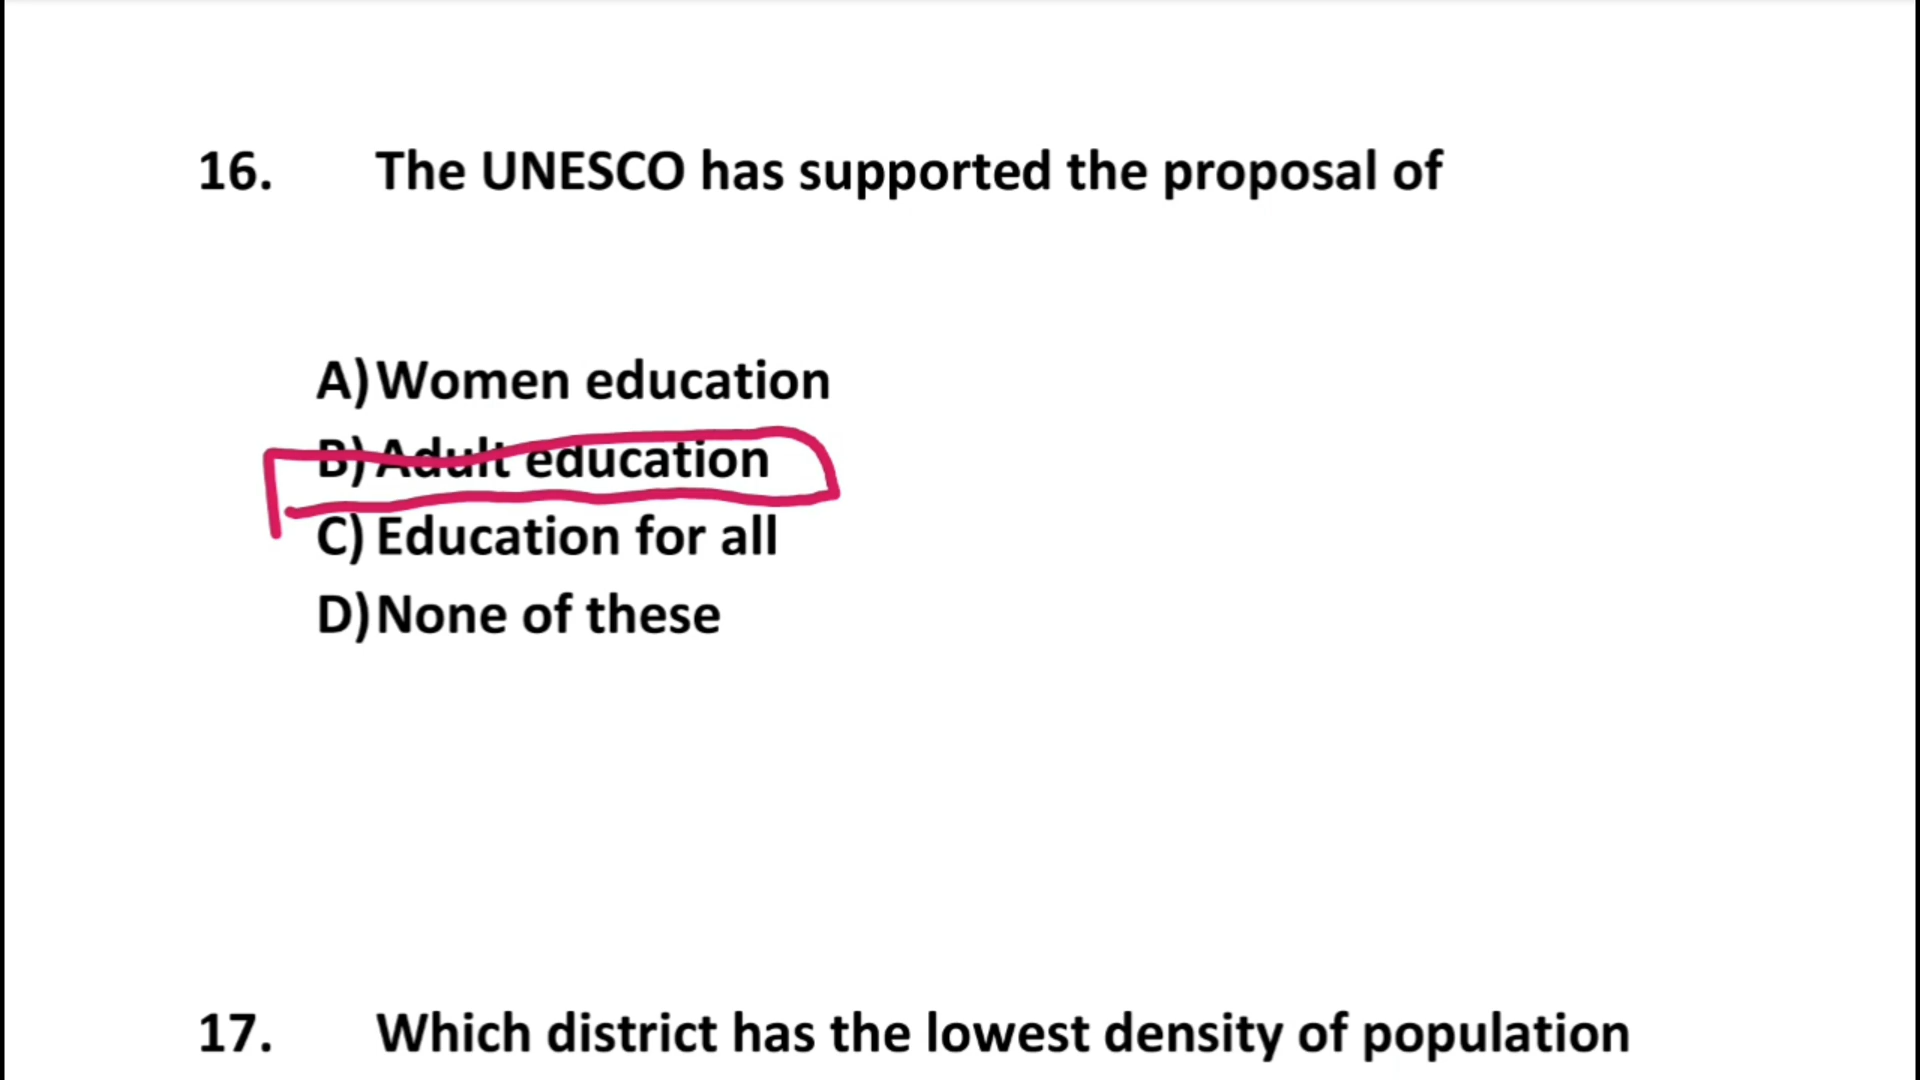 16. The UNESCO has supported the proposal of
A) Women education
B) Adult education
C) Education for all
D) None of these
17. Which district has the lowest density of population